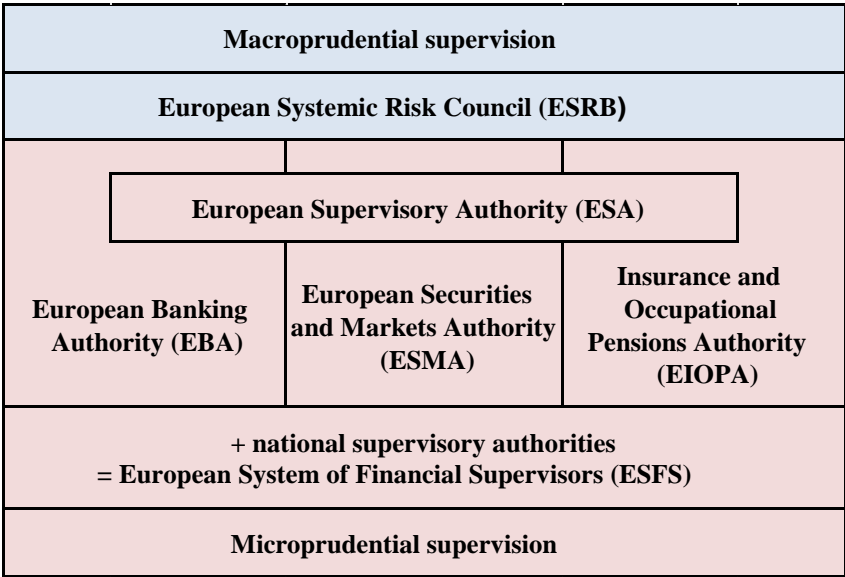 Macroprudential supervision
European Systemic Risk Council (ESRB)
European Supervisory Authority (ESA)
European Banking
Authority (EBA)
European Securities
and Markets Authority
(ESMA)
Insurance and
Occupational
Pensions Authority
(EIOPA)
+ national supervisory authorities
= European System of Financial Supervisors (ESFS)
Microprudential supervision